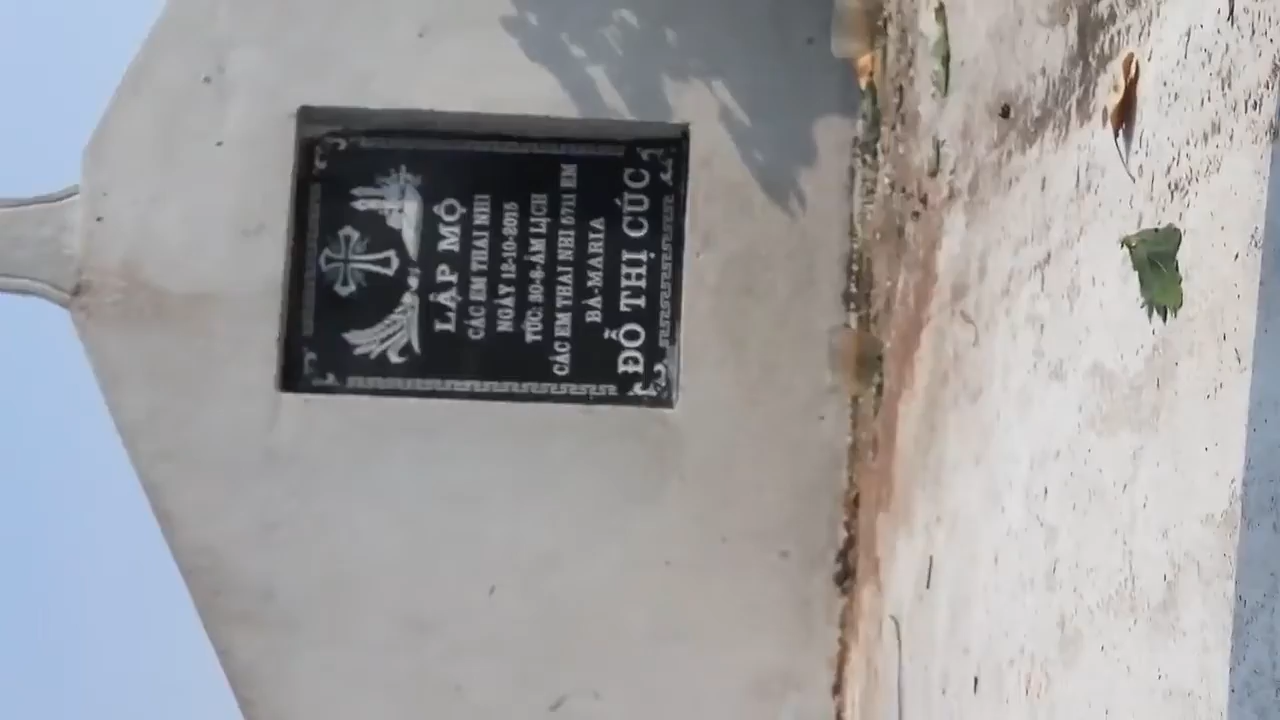 LẬP MỘ
CÁC EM THAI NHI
NGÀY 12-10-2015
TỨC: 30-8-ÂM LỊCH
CÁC EM THAI NHI 5711 EM
BÀ-MARIA
ĐỖ THỊ CÚC